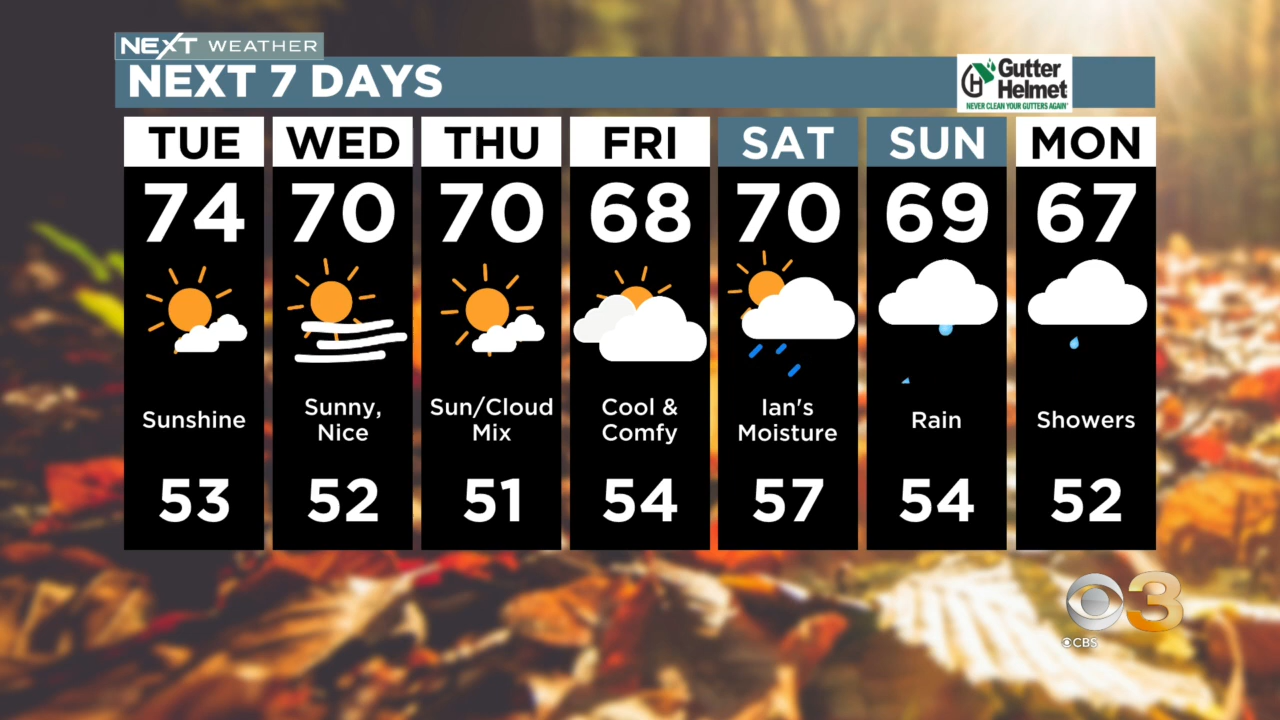 NEXT WEATHER
NEXT 7 DAYS
Gutter
Helmet
NEVER CLEAN YOUR GUTTERS AGAIN
TUE WED THU FRI SAT SUN MON
74 70 70 68 70 69 67
Sunshine
Sunny,
Nice
Sun/Cloud
Mix
Cool &
Comfy
Ian's
Moisture
Rain
Showers
53 52 51 54 57 54 52
3
CBS